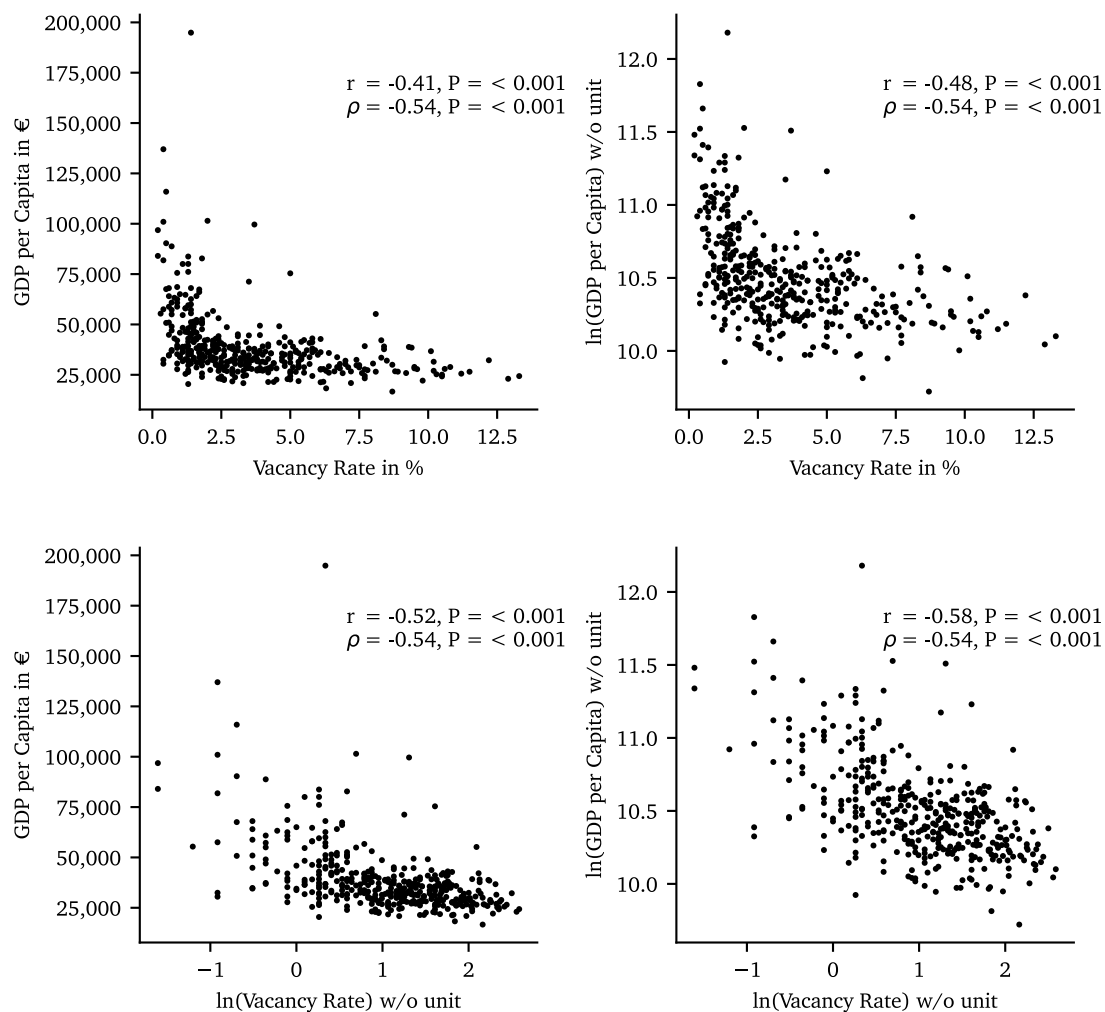 200,000
175,000
150,000
125,000
100,000
75,000
50,000
25,000
GDP per Capita in €
r = -0.41, P = < 0.001
ρ = -0.54, P = < 0.001
0.0 2.5 5.0 7.5 10.0 12.5
Vacancy Rate in %
12.0
11.5
11.0
10.5
10.0
ln(GDP per Capita) w/o unit
r = -0.48, P = < 0.001
ρ = -0.54, P = < 0.001
0.0 2.5 5.0 7.5 10.0 12.5
Vacancy Rate in %
200,000
175,000
150,000
125,000
100,000
75,000
50,000
25,000
GDP per Capita in €
r = -0.52, P = < 0.001
ρ = -0.54, P = < 0.001
−1 0 1 2
ln(Vacancy Rate) w/o unit
12.0
11.5
11.0
10.5
10.0
ln(GDP per Capita) w/o unit
r = -0.58, P = < 0.001
ρ = -0.54, P = < 0.001
−1 0 1 2
ln(Vacancy Rate) w/o unit